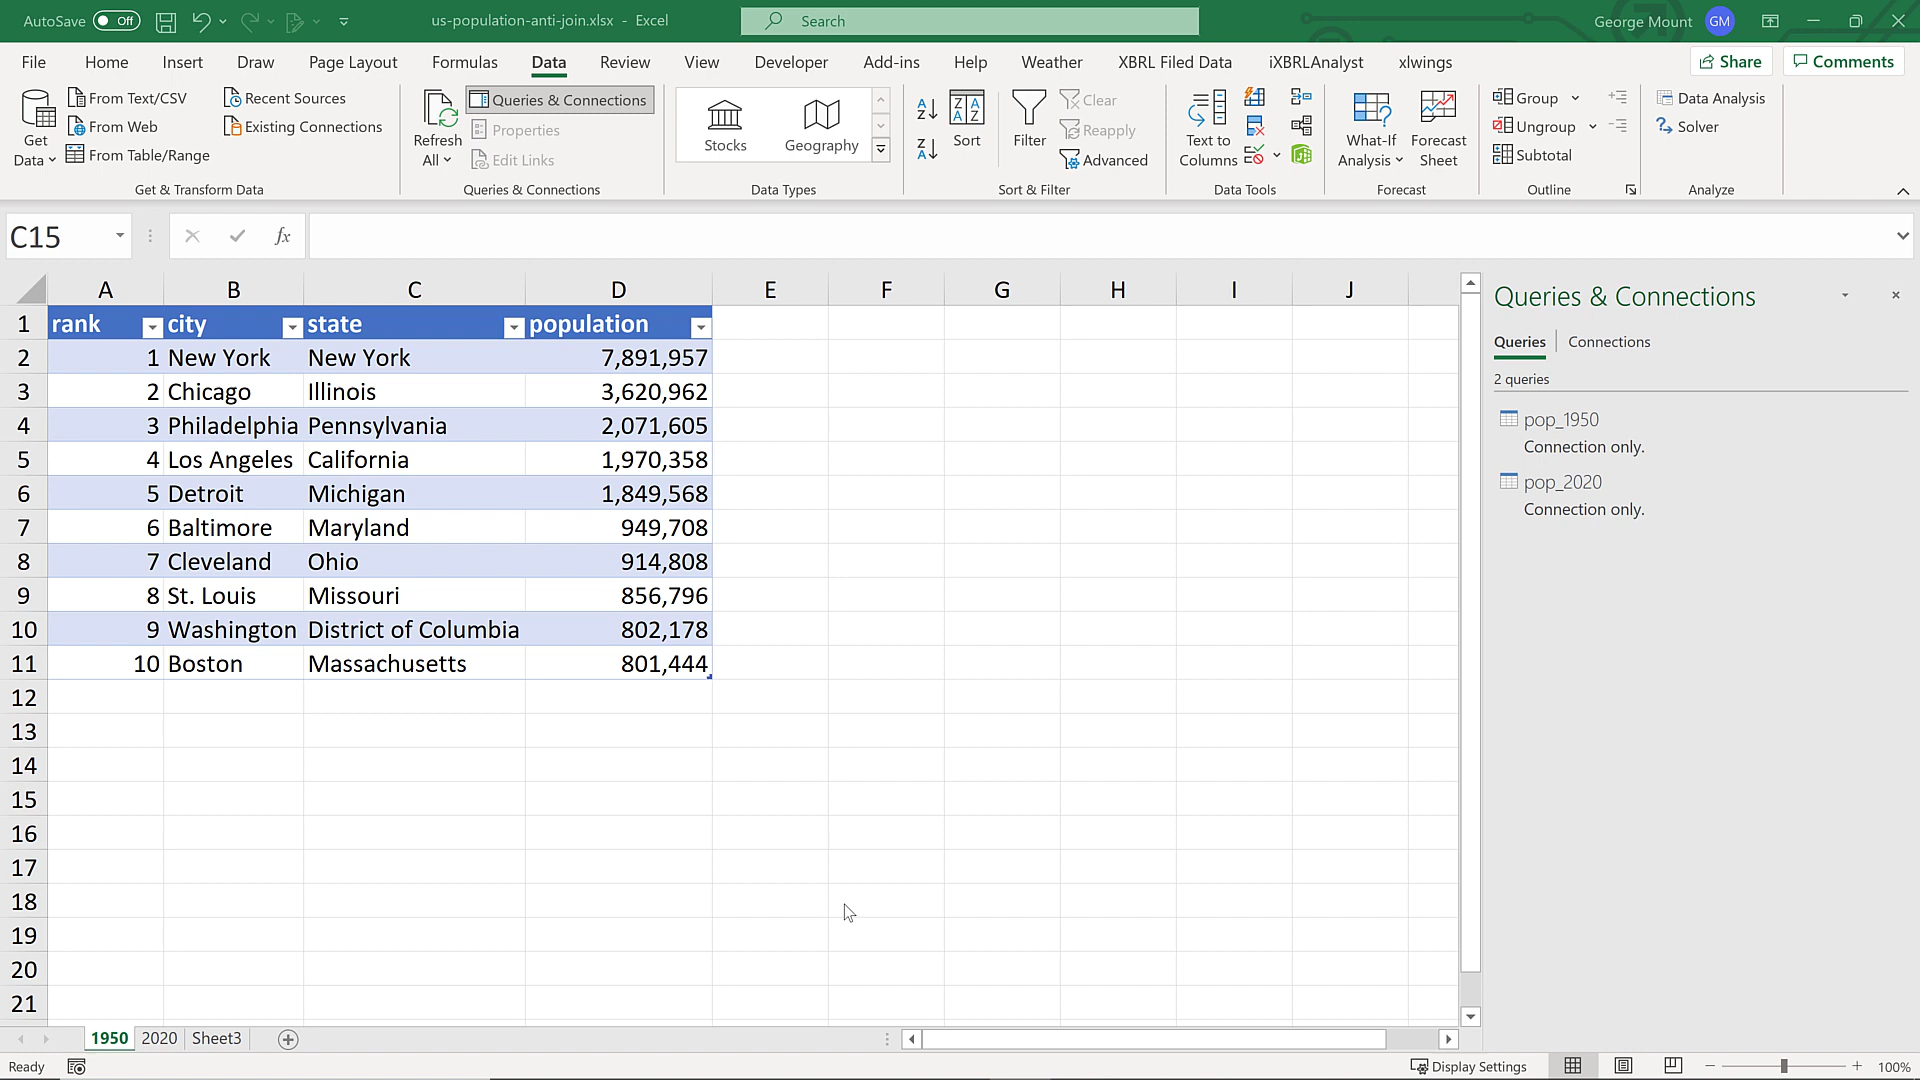 AutoSave Off us-population-anti-join.xlsx - Excel Search George Mount GM
File Home Insert Draw Page Layout Formulas Data Review View Developer Add-ins Help Weather XBRL Filed Data iXBRLAnalyst xlwings Share Comments
Get Data
From Text/CSV
From Web
From Table/Range
Recent Sources
Existing Connections
Get & Transform Data
Refresh All
Queries & Connections
Properties
Edit Links
Queries & Connections
Stocks
Geography
Data Types
Sort
Filter
Clear
Reapply
Advanced
Sort & Filter
Text to Columns
Data Tools
What-If Analysis
Forecast Sheet
Forecast
Group
Ungroup
Subtotal
Outline
Data Analysis
Solver
Analyze
C15 fx
A B C D E F G H I J
1 rank city state population
2 1 New York New York 7,891,957
3 2 Chicago Illinois 3,620,962
4 3 Philadelphia Pennsylvania 2,071,605
5 4 Los Angeles California 1,970,358
6 5 Detroit Michigan 1,849,568
7 6 Baltimore Maryland 949,708
8 7 Cleveland Ohio 914,808
9 8 St. Louis Missouri 856,796
10 9 Washington District of Columbia 802,178
11 10 Boston Massachusetts 801,444
12
13
14
15
16
17
18
19
20
21
Queries & Connections
Queries Connections
2 queries
pop_1950
Connection only.
pop_2020
Connection only.
1950 2020 Sheet3
Ready Display Settings 100%